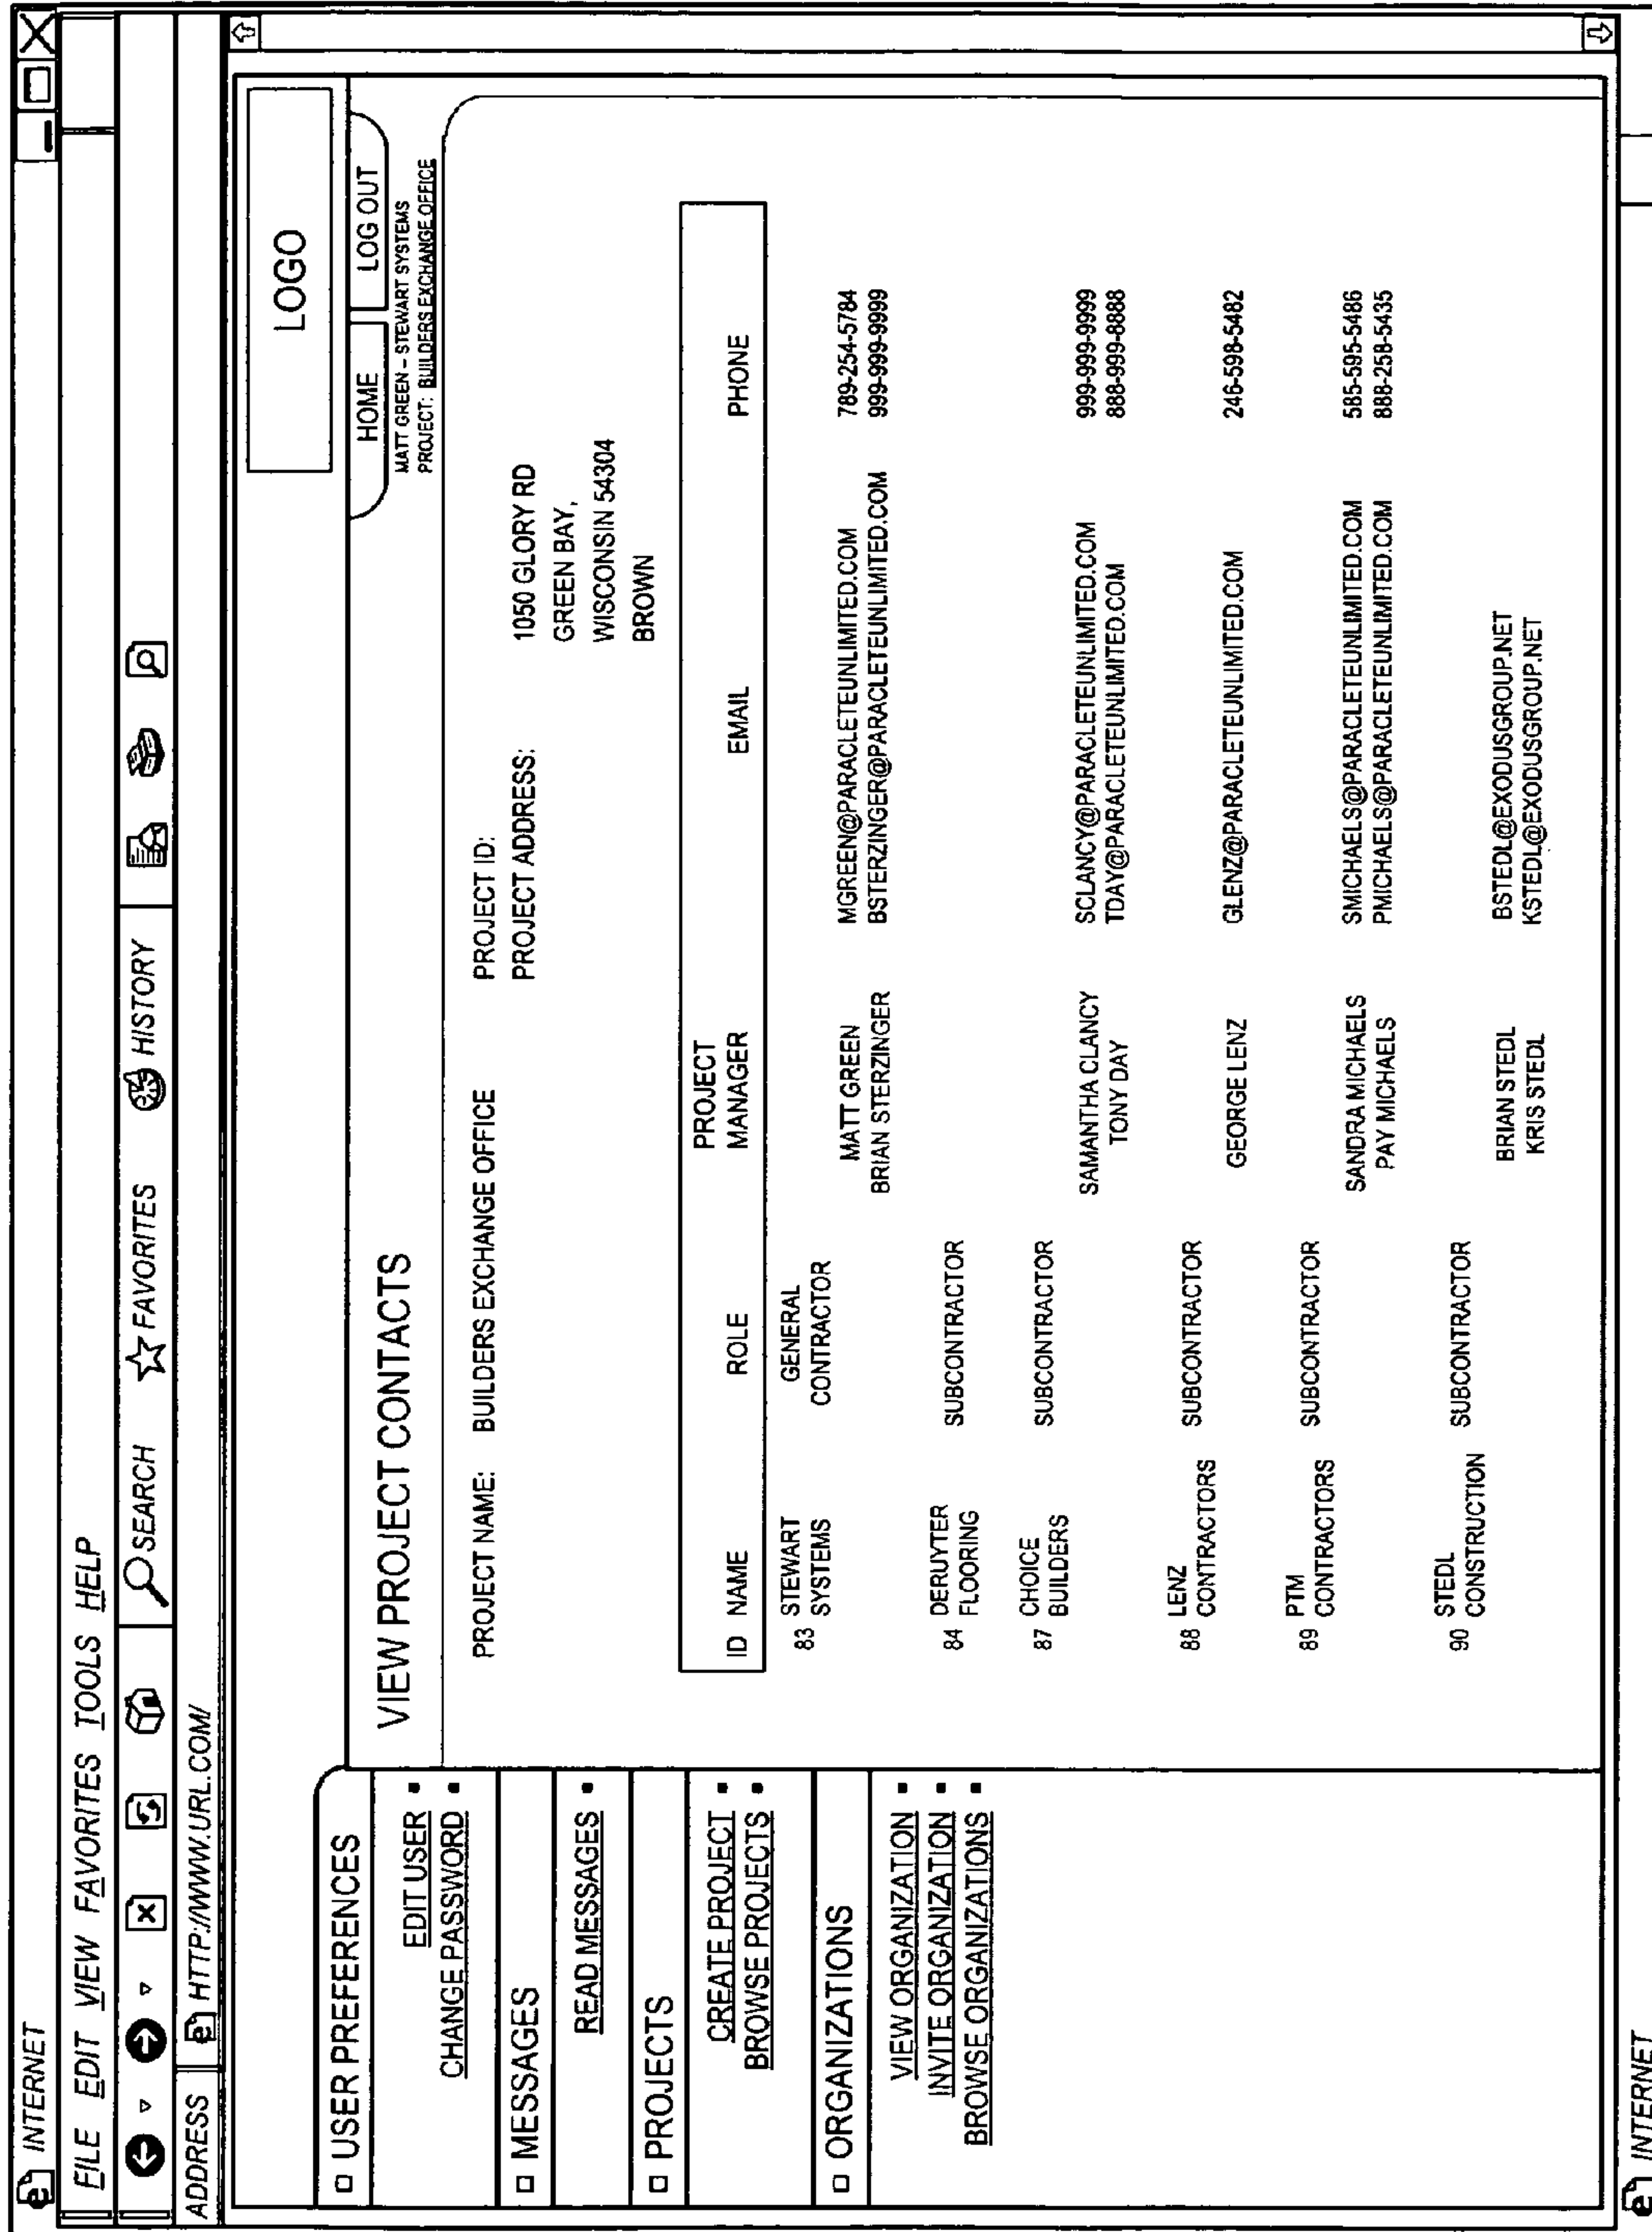 INTERNET
FILE EDIT VIEW FAVORITES TOOLS HELP
SEARCH FAVORITES HISTORY
ADDRESS HTTP://WWW.URL.COM/
LOGO
HOME LOG OUT
MATT GREEN – STEWART SYSTEMS
PROJECT: BUILDERS EXCHANGE OFFICE
USER PREFERENCES
EDIT USER
CHANGE PASSWORD
MESSAGES
READ MESSAGES
PROJECTS
CREATE PROJECT
BROWSE PROJECTS
ORGANIZATIONS
VIEW ORGANIZATION
INVITE ORGANIZATION
BROWSE ORGANIZATIONS
VIEW PROJECT CONTACTS
PROJECT NAME: BUILDERS EXCHANGE OFFICE PROJECT ID:
PROJECT ADDRESS: 1050 GLORY RD
GREEN BAY,
WISCONSIN 54304
BROWN
PROJECT
ID NAME ROLE MANAGER EMAIL PHONE
STEWART GENERAL
83 SYSTEMS CONTRACTOR
MATT GREEN MGREEN@PARACLETEUNLIMITED.COM 789-254-5784
BRIAN STERZINGER BSTERZINGER@PARACLETEUNLIMITED.COM 999-999-9999
DERUYTER
84 SUBCONTRACTOR
FLOORING
CHOICE
87 SUBCONTRACTOR
BUILDERS
SAMANTHA CLANCY SCLANCY@PARACLETEUNLIMITED.COM 999-999-9999
TONY DAY TDAY@PARACLETEUNLIMITED.COM 888-999-8888
LENZ
88 SUBCONTRACTOR
CONTRACTORS
GEORGE LENZ GLENZ@PARACLETEUNLIMITED.COM 246-598-5482
PTM
89 SUBCONTRACTOR
CONTRACTORS
SANDRA MICHAELS SMICHAELS@PARACLETEUNLIMITED.COM 585-595-5486
PAY MICHAELS PMICHAELS@PARACLETEUNLIMITED.COM 888-258-5435
STEDL
90 SUBCONTRACTOR
CONSTRUCTION
BRIAN STEDL BSTEDL@EXODUSGROUP.NET
KRIS STEDL KSTEDL@EXODUSGROUP.NET
INTERNET